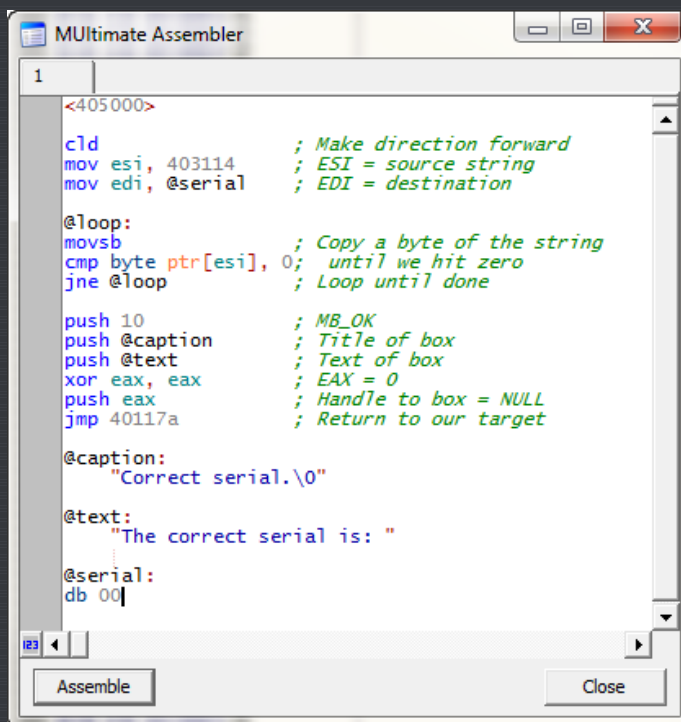 MUltimate Assembler
1
<405000>
cld ; Make direction forward
mov esi, 403114 ; ESI = source string
mov edi, @serial ; EDI = destination
@loop:
movsb ; Copy a byte of the string
cmp byte ptr[esi], 0; until we hit zero
jne @loop ; Loop until done
push 10 ; MB_OK
push @caption ; Title of box
push @text ; Text of box
xor eax, eax ; EAX = 0
push eax ; Handle to box = NULL
jmp 40117a ; Return to our target
@caption:
"Correct serial.\0"
@text:
"The correct serial is: "
@serial:
db 00
123
Assemble Close